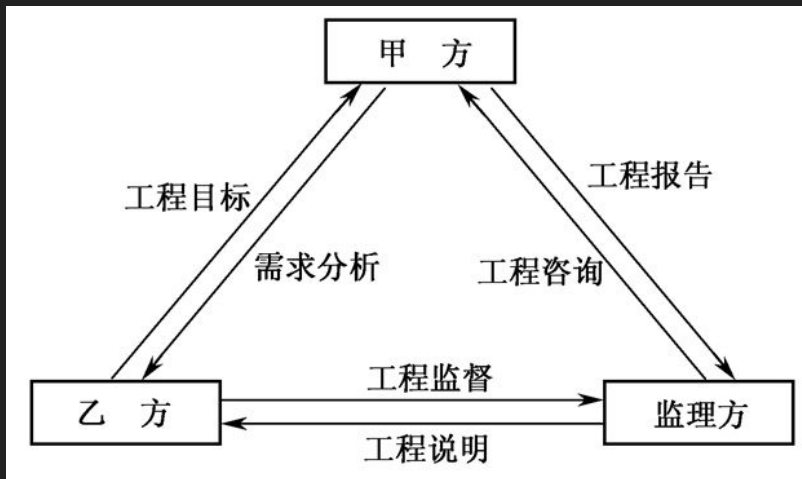 甲 方
工程目标
工程报告
需求分析
工程咨询
乙 方
工程监督
监理方
工程说明